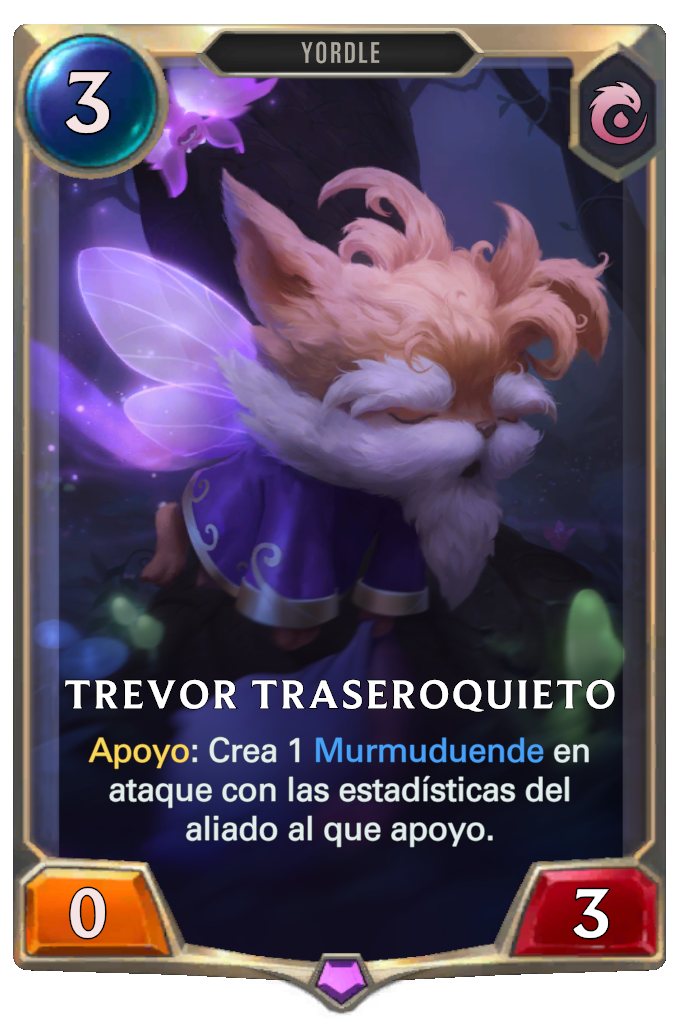 YORDLE
3
TREVOR TRASEROQUIETO
Apoyo: Crea 1 Murmuduende en
ataque con las estadísticas del
aliado al que apoyo.
0
3